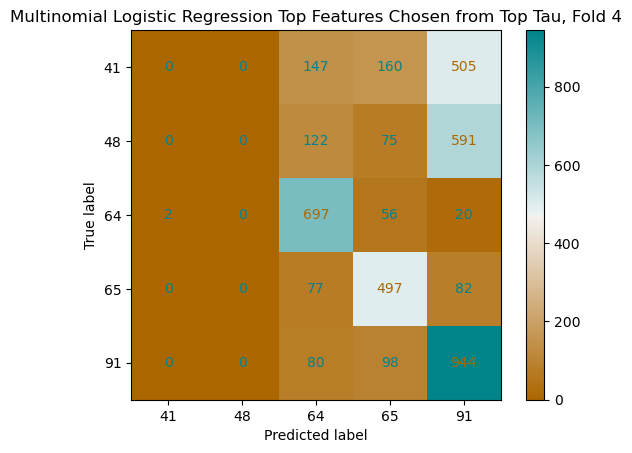 Multinomial Logistic Regression Top Features Chosen from Top Tau, Fold 4
41 0 0 147 160 505
48 0 0 122 75 591
64 2 0 697 56 20
65 0 0 77 497 82
91 0 0 80 98 944
41 48 64 65 91
Predicted label
True label
800
600
400
200
0